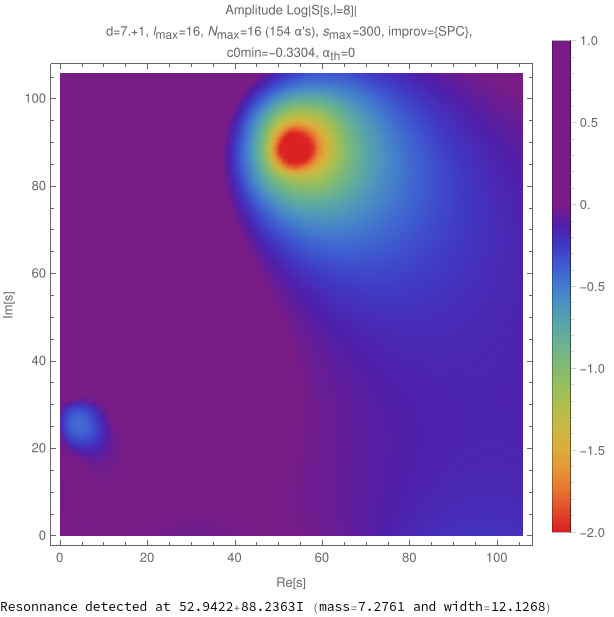 Amplitude Log|S[s,l=8]|
d=7.+1, lmax=16, Nmax=16 (154 α's), smax=300, improv={SPC},
c0min=−0.3304, αth=0
100
80
60
40
20
0
Im[s]
0 20 40 60 80 100
Re[s]
1.0
0.5
0.
−0.5
−1.0
−1.5
−2.0
Resonnance detected at 52.9422+88.2363I (mass=7.2761 and width=12.1268)